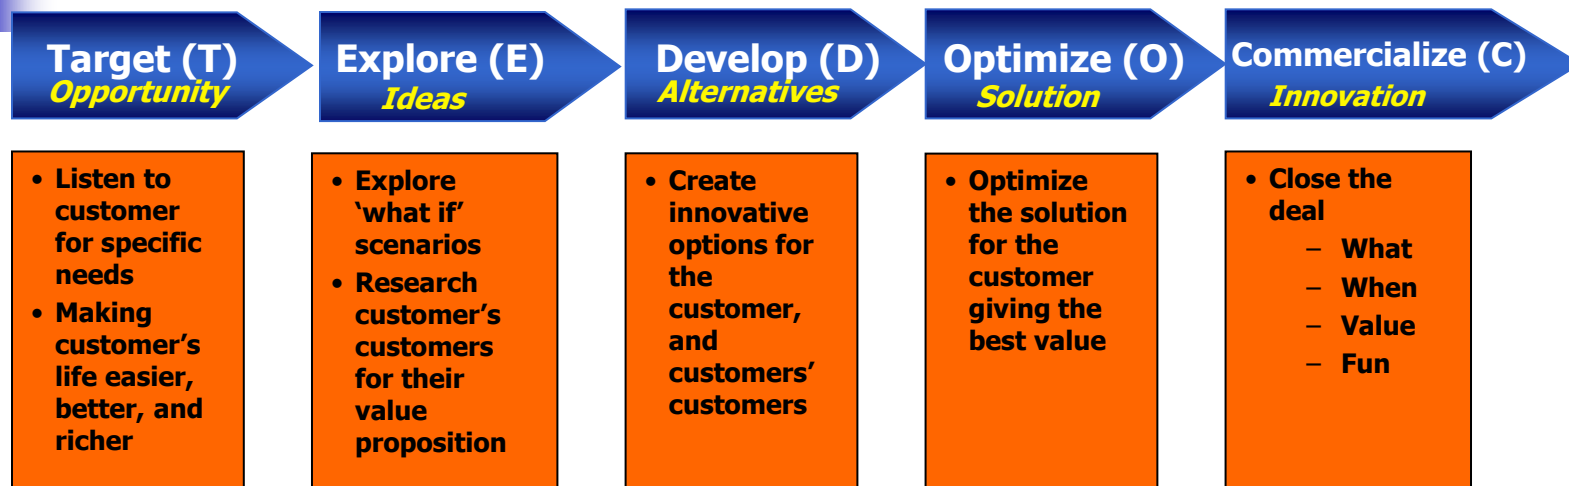 Target (T)
Opportunity
Explore (E)
Ideas
Develop (D)
Alternatives
Optimize (O)
Solution
Commercialize (C)
Innovation
• Listen to
customer
for specific
needs
• Making
customer’s
life easier,
better, and
richer
• Explore
‘what if’
scenarios
• Research
customer’s
customers
for their
value
proposition
• Create
innovative
options for
the
customer,
and
customers’
customers
• Optimize
the solution
for the
customer
giving the
best value
• Close the
deal
– What
– When
– Value
– Fun